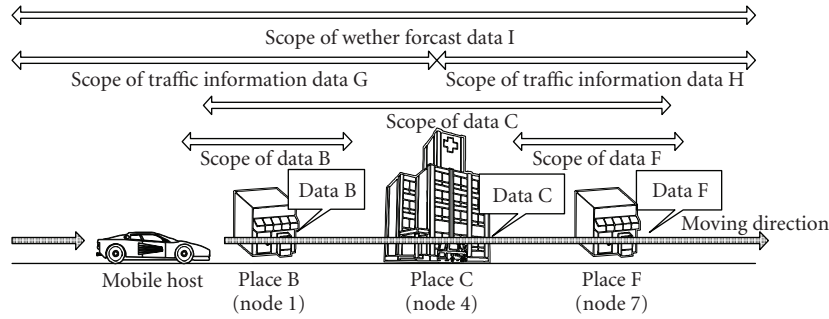 Scope of wether forcast data I
Scope of traffic information data G
Scope of traffic information data H
Scope of data C
Scope of data B
Scope of data F
Data B
Data C
Data F
Moving direction
Mobile host
Place B
(node 1)
Place C
(node 4)
Place F
(node 7)